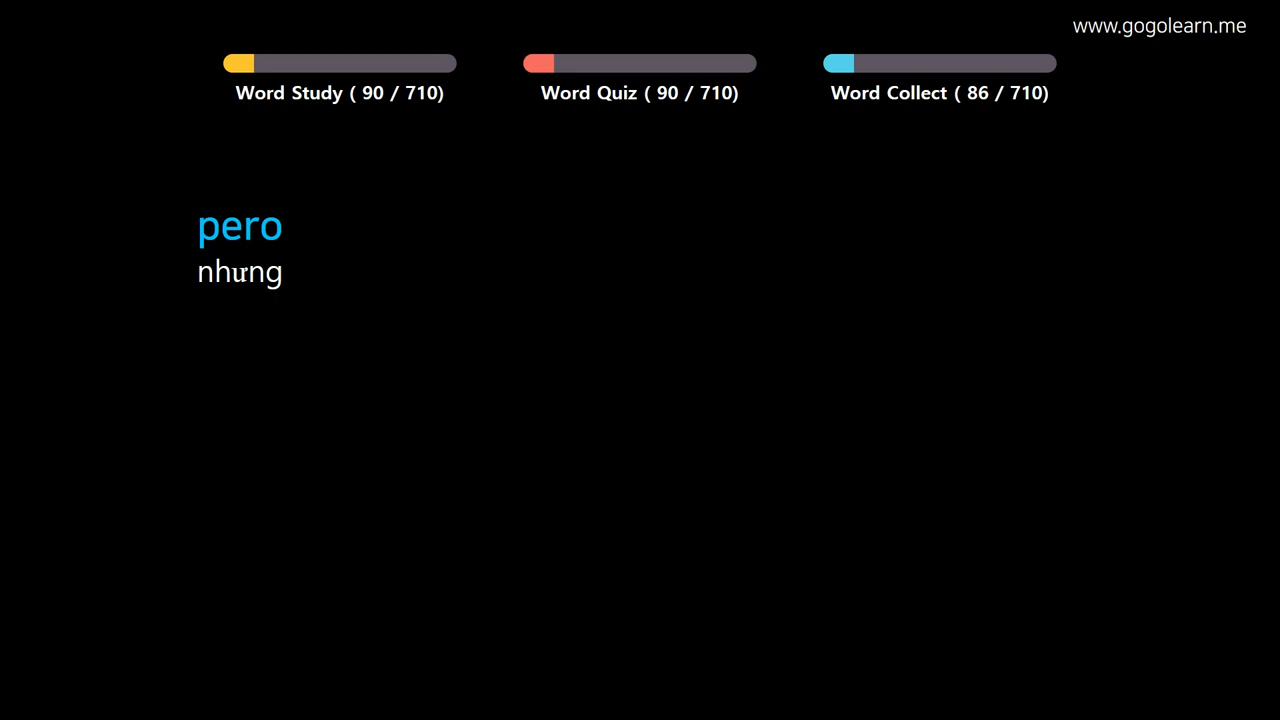 www.gogolearn.me
Word Study ( 90 / 710)
Word Quiz ( 90 / 710)
Word Collect ( 86 / 710)
pero
nhưng